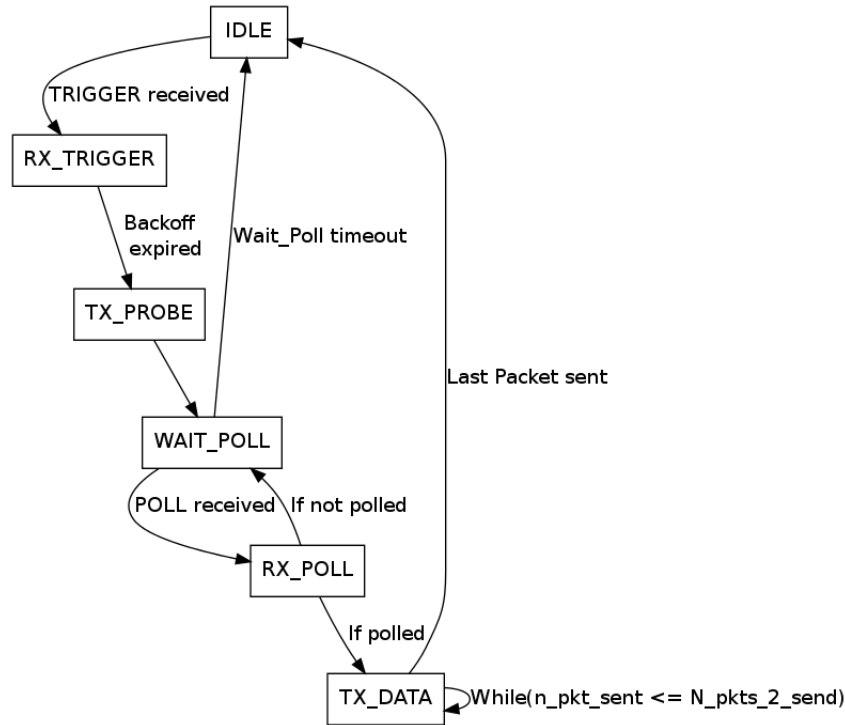 IDLE
TRIGGER received
RX_TRIGGER
Backoff
expired
Wait_Poll timeout
TX_PROBE
Last Packet sent
WAIT_POLL
POLL received
If not polled
RX_POLL
If polled
TX_DATA
While(n_pkt_sent <= N_pkts_2_send)